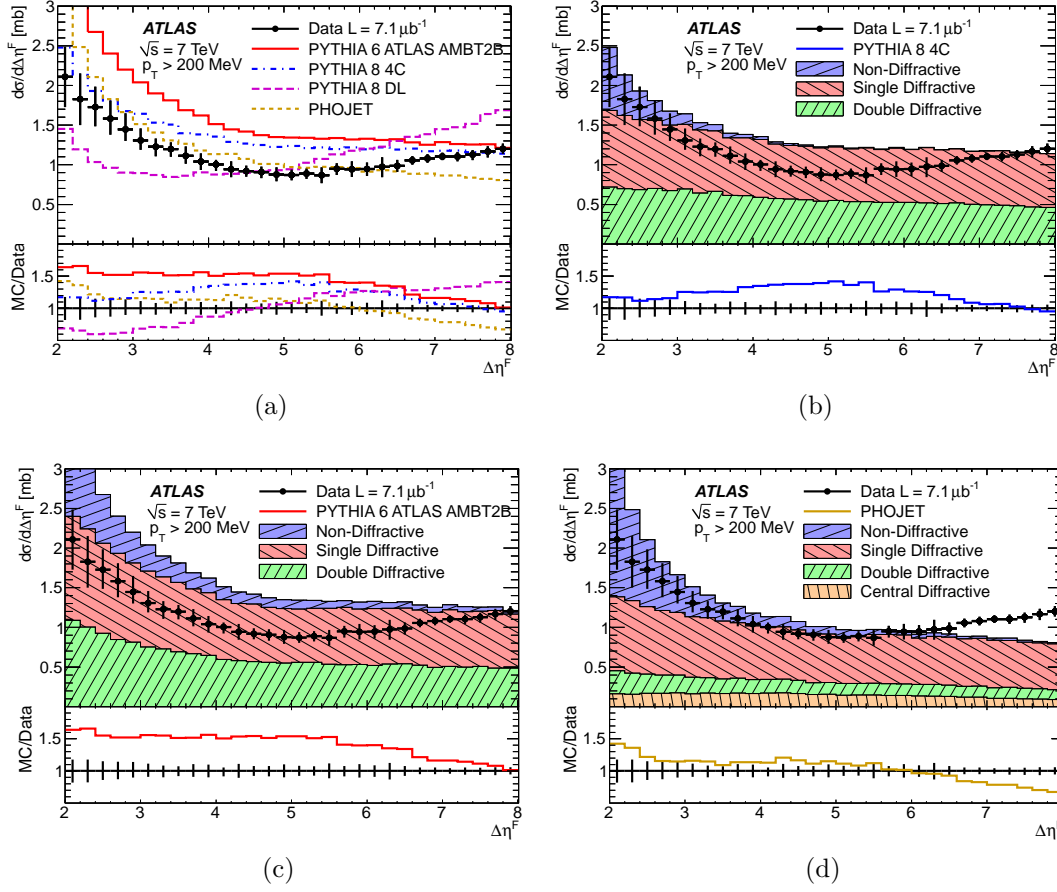 dσ/dΔη^F [mb]
3
2.5
2
1.5
1
0.5
ATLAS
√s = 7 TeV
p_T > 200 MeV
Data L = 7.1 μb⁻¹
PYTHIA 6 ATLAS AMBT2B
PYTHIA 8 4C
PYTHIA 8 DL
PHOJET
MC/Data
1.5
1
2 3 4 5 6 7 8
Δη^F
(a)
dσ/dΔη^F [mb]
3
2.5
2
1.5
1
0.5
ATLAS
√s = 7 TeV
p_T > 200 MeV
Data L = 7.1 μb⁻¹
PYTHIA 8 4C
Non-Diffractive
Single Diffractive
Double Diffractive
MC/Data
1.5
1
2 3 4 5 6 7 8
Δη^F
(b)
dσ/dΔη^F [mb]
3
2.5
2
1.5
1
0.5
ATLAS
√s = 7 TeV
p_T > 200 MeV
Data L = 7.1 μb⁻¹
PYTHIA 6 ATLAS AMBT2B
Non-Diffractive
Single Diffractive
Double Diffractive
MC/Data
1.5
1
2 3 4 5 6 7 8
Δη^F
(c)
dσ/dΔη^F [mb]
3
2.5
2
1.5
1
0.5
ATLAS
√s = 7 TeV
p_T > 200 MeV
Data L = 7.1 μb⁻¹
PHOJET
Non-Diffractive
Single Diffractive
Double Diffractive
Central Diffractive
MC/Data
1.5
1
2 3 4 5 6 7 8
Δη^F
(d)